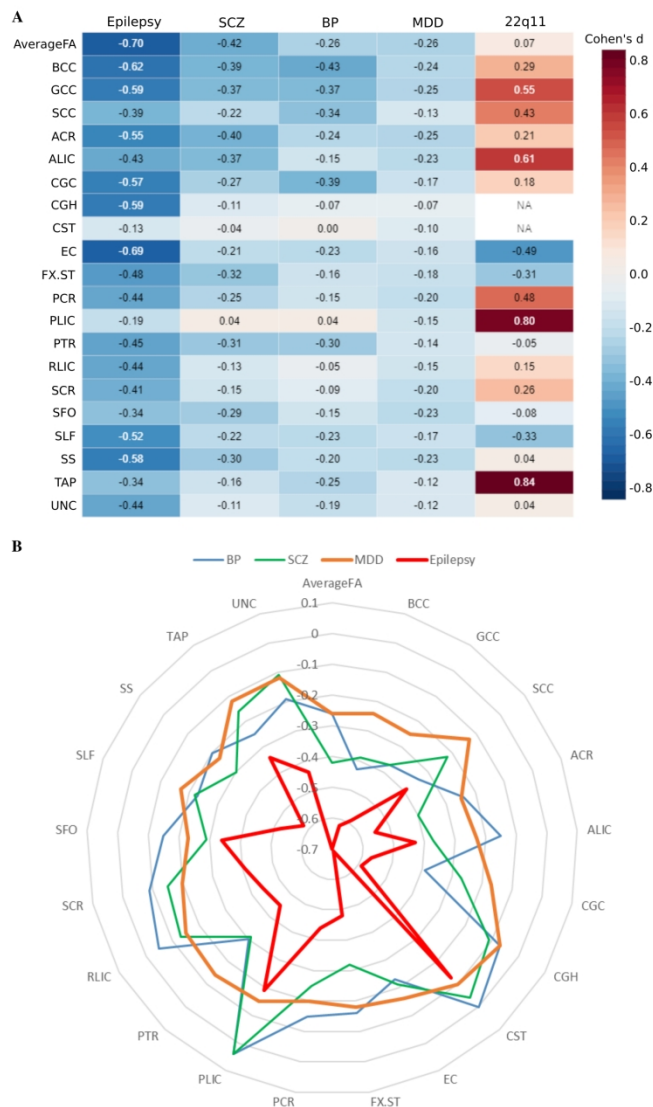 A
Epilepsy SCZ BP MDD 22q11
Cohen's d
AverageFA -0.70 -0.42 -0.26 -0.26 0.07
BCC -0.62 -0.39 -0.43 -0.24 0.29
GCC -0.59 -0.37 -0.37 -0.25 0.55
SCC -0.39 -0.22 -0.34 -0.13 0.43
ACR -0.55 -0.40 -0.24 -0.25 0.21
ALIC -0.43 -0.37 -0.15 -0.23 0.61
CGC -0.57 -0.27 -0.39 -0.17 0.18
CGH -0.59 -0.11 -0.07 -0.07 NA
CST -0.13 -0.04 0.00 -0.10 NA
EC -0.69 -0.21 -0.23 -0.16 -0.49
FX.ST -0.48 -0.32 -0.16 -0.18 -0.31
PCR -0.44 -0.25 -0.15 -0.20 0.48
PLIC -0.19 0.04 0.04 -0.15 0.80
PTR -0.45 -0.31 -0.30 -0.14 -0.05
RLIC -0.44 -0.13 -0.05 -0.15 0.15
SCR -0.41 -0.15 -0.09 -0.20 0.26
SFO -0.34 -0.29 -0.15 -0.23 -0.08
SLF -0.52 -0.22 -0.23 -0.17 -0.33
SS -0.58 -0.30 -0.20 -0.23 0.04
TAP -0.34 -0.16 -0.25 -0.12 0.84
UNC -0.44 -0.11 -0.19 -0.12 0.04
0.8
0.6
0.4
0.2
0.0
-0.2
-0.4
-0.6
-0.8
B
BP SCZ MDD Epilepsy
AverageFA
BCC
GCC
SCC
ACR
ALIC
CGC
CGH
CST
EC
FX.ST
PCR
PLIC
PTR
RLIC
SCR
SFO
SLF
SS
TAP
UNC
0.1
0
-0.1
-0.2
-0.3
-0.4
-0.5
-0.6
-0.7